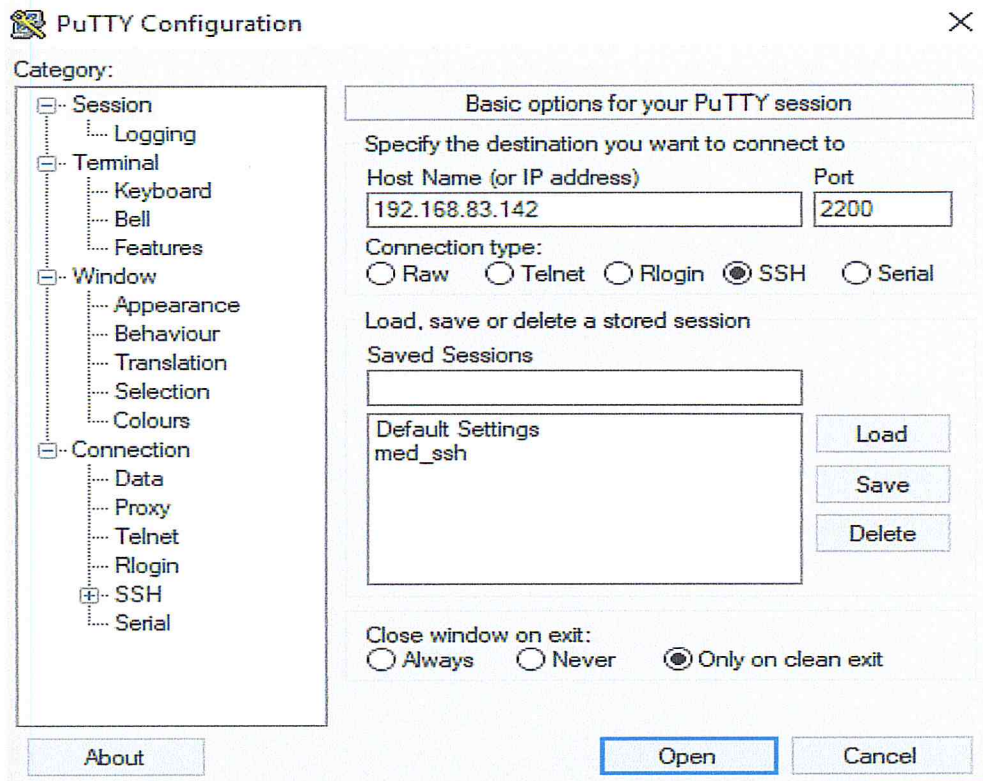 PuTTY Configuration
Category:
Session
Logging
Terminal
Keyboard
Bell
Features
Window
Appearance
Behaviour
Translation
Selection
Colours
Connection
Data
Proxy
Telnet
Rlogin
SSH
Serial
Basic options for your PuTTY session
Specify the destination you want to connect to
Host Name (or IP address) Port
192.168.83.142 2200
Connection type:
Raw Telnet Rlogin SSH Serial
Load, save or delete a stored session
Saved Sessions
Default Settings
med_ssh
Load
Save
Delete
Close window on exit:
Always Never Only on clean exit
About Open Cancel